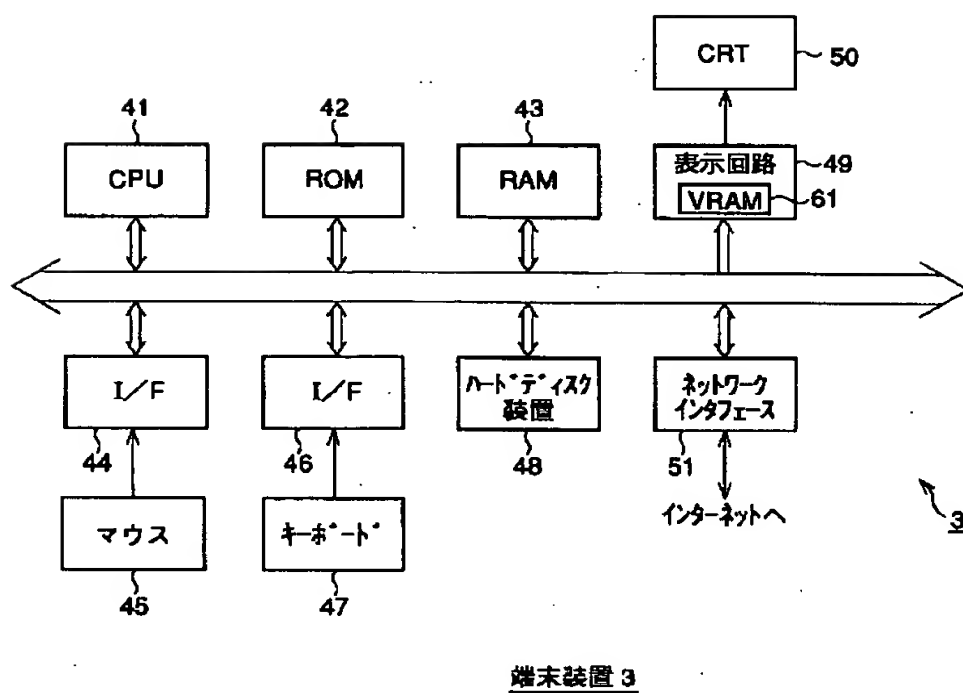 CRT
50
41
42
43
CPU
ROM
RAM
表示回路
49
VRAM
61
I/F
I/F
ハードディスク
装置
ネットワーク
インタフェース
44
46
48
51
マウス
キーボード
インターネットへ
3
45
47
端末装置3